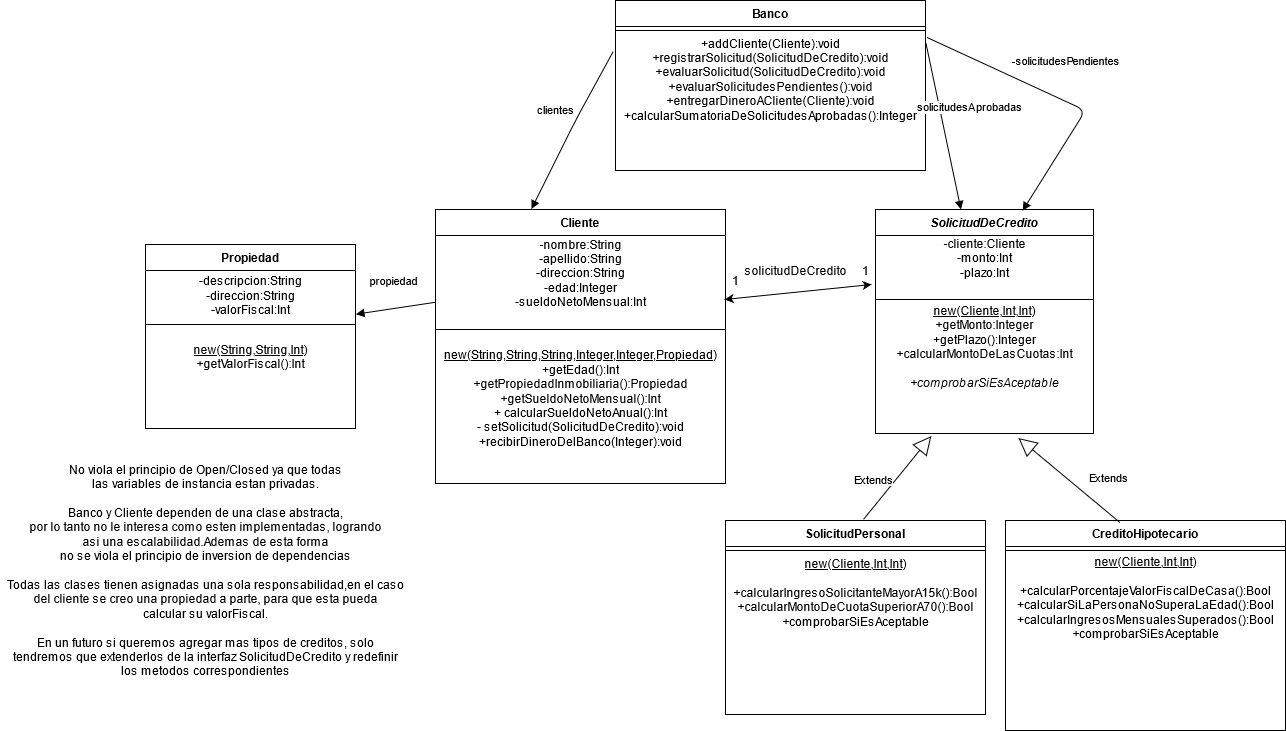 Banco
+addCliente(Cliente):void
+registrarSolicitud(SolicitudDeCredito):void
+evaluarSolicitud(SolicitudDeCredito):void
+evaluarSolicitudesPendientes():void
+entregarDineroACliente(Cliente):void
+calcularSumatoriaDeSolicitudesAprobadas():Integer
clientes
solicitudesAprobadas
-solicitudesPendientes
Propiedad
-descripcion:String
-direccion:String
-valorFiscal:Int
new(String,String,Int)
+getValorFiscal():Int
propiedad
Cliente
-nombre:String
-apellido:String
-direccion:String
-edad:Integer
-sueldoNetoMensual:Int
new(String,String,String,Integer,Integer,Propiedad)
+getEdad():Int
+getPropiedadInmobiliaria():Propiedad
+getSueldoNetoMensual():Int
+ calcularSueldoNetoAnual():Int
- setSolicitud(SolicitudDeCredito):void
+recibirDineroDelBanco(Integer):void
1
solicitudDeCredito
1
SolicitudDeCredito
-cliente:Cliente
-monto:Int
-plazo:Int
new(Cliente,Int,Int)
+getMonto:Integer
+getPlazo():Integer
+calcularMontoDeLasCuotas:Int
+comprobarSiEsAceptable
Extends
Extends
SolicitudPersonal
new(Cliente,Int,Int)
+calcularIngresoSolicitanteMayorA15k():Bool
+calcularMontoDeCuotaSuperiorA70():Bool
+comprobarSiEsAceptable
CreditoHipotecario
new(Cliente,Int,Int)
+calcularPorcentajeValorFiscalDeCasa():Bool
+calcularSiLaPersonaNoSuperaLaEdad():Bool
+calcularIngresosMensualesSuperados():Bool
+comprobarSiEsAceptable
No viola el principio de Open/Closed ya que todas
las variables de instancia estan privadas.
Banco y Cliente dependen de una clase abstracta,
por lo tanto no le interesa como esten implementadas, logrando
asi una escalabilidad.Ademas de esta forma
no se viola el principio de inversion de dependencias
Todas las clases tienen asignadas una sola responsabilidad,en el caso
del cliente se creo una propiedad a parte, para que esta pueda
calcular su valorFiscal.
En un futuro si queremos agregar mas tipos de creditos, solo
tendremos que extenderlos de la interfaz SolicitudDeCredito y redefinir
los metodos correspondientes